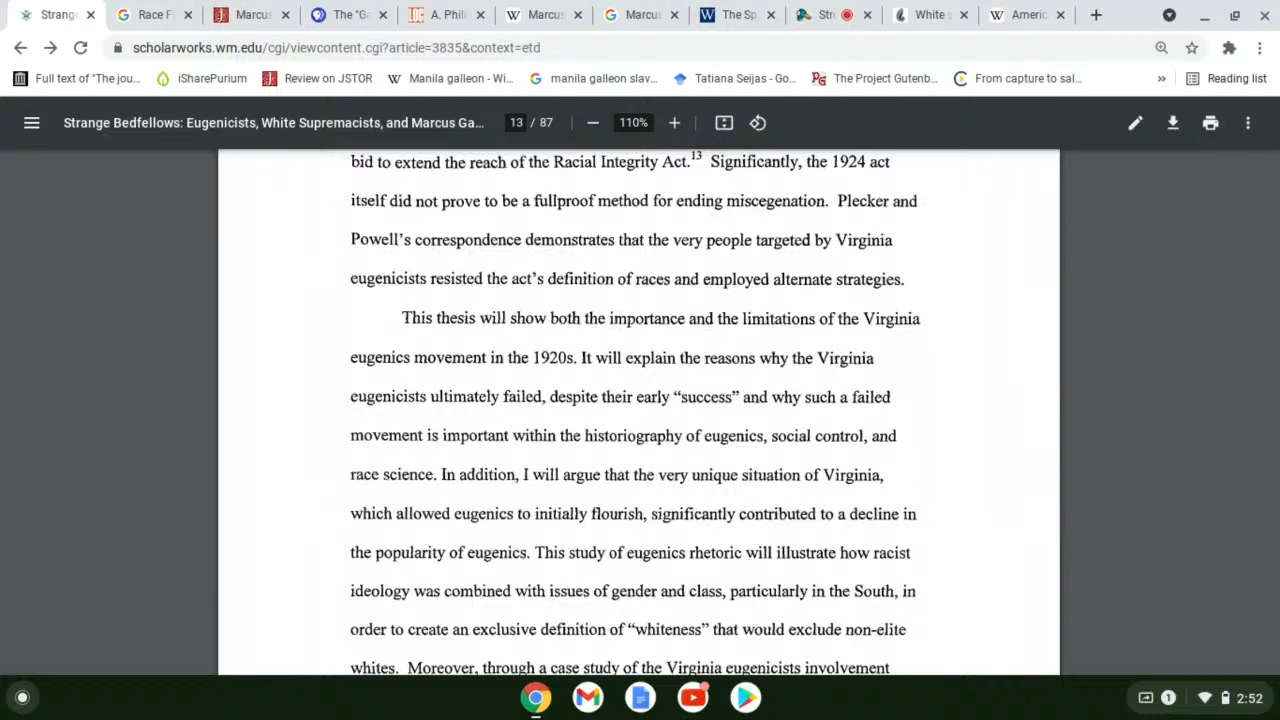 Strang
Race F
Marcus
The "Ga
A. Phili
Marcus
Marcus
The Sp
Stre
White s
Americ
scholarworks.wm.edu/cgi/viewcontent.cgi?article=3835&context=etd
Full text of "The jou...
iSharePurium
Review on JSTOR
Manila galleon - Wi...
manila galleon slav...
Tatiana Seijas - Go...
The Project Gutenb...
From capture to sal...
»
Reading list
Strange Bedfellows: Eugenicists, White Supremacists, and Marcus Ga...
13 / 87
110%
bid to extend the reach of the Racial Integrity Act.13 Significantly, the 1924 act
itself did not prove to be a fullproof method for ending miscegenation. Plecker and
Powell's correspondence demonstrates that the very people targeted by Virginia
eugenicists resisted the act's definition of races and employed alternate strategies.
This thesis will show both the importance and the limitations of the Virginia
eugenics movement in the 1920s. It will explain the reasons why the Virginia
eugenicists ultimately failed, despite their early "success" and why such a failed
movement is important within the historiography of eugenics, social control, and
race science. In addition, I will argue that the very unique situation of Virginia,
which allowed eugenics to initially flourish, significantly contributed to a decline in
the popularity of eugenics. This study of eugenics rhetoric will illustrate how racist
ideology was combined with issues of gender and class, particularly in the South, in
order to create an exclusive definition of "whiteness" that would exclude non-elite
whites. Moreover, through a case study of the Virginia eugenicists involvement
1
2:52